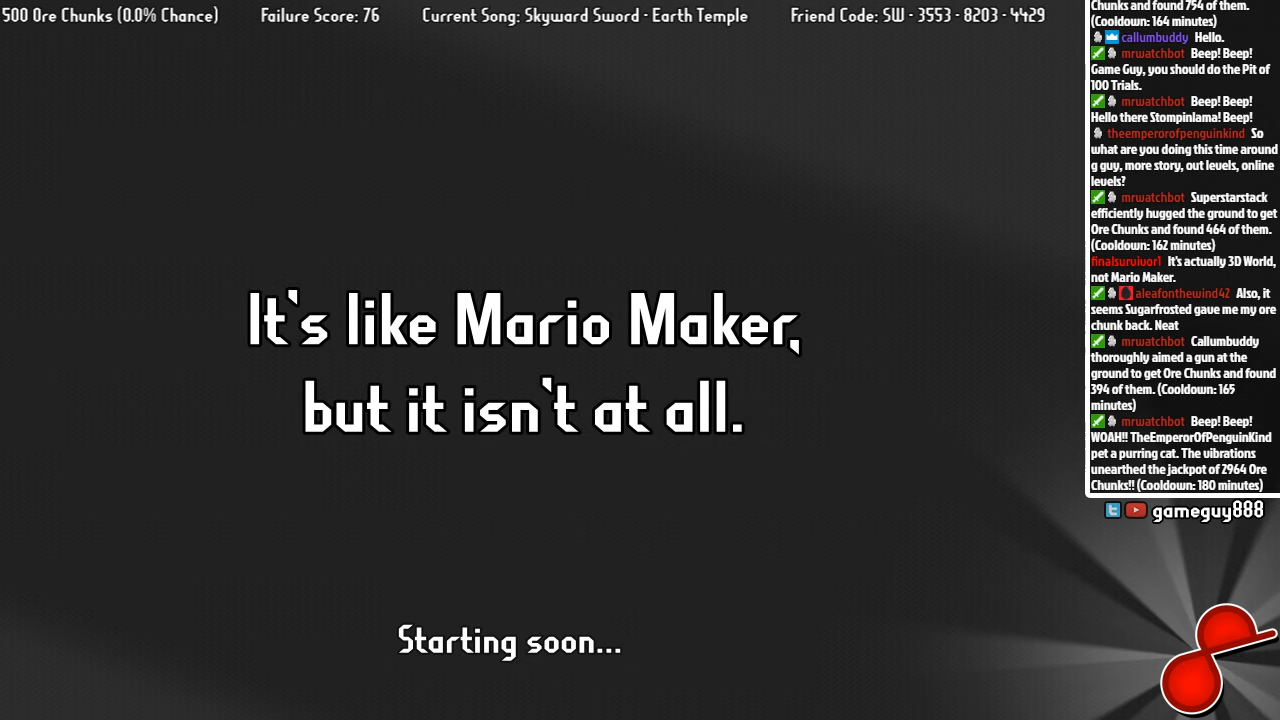 500 Ore Chunks (0.0% Chance) Failure Score: 76 Current Song: Skyward Sword - Earth Temple Friend Code: SW - 3553 - 8203 - 4429
It's like Mario Maker,
but it isn't at all.
Starting soon...
Chunks and found 754 of them.
(Cooldown: 164 minutes)
callumbuddy Hello.
mrwatchbot Beep! Beep!
Game Guy, you should do the Pit of
100 Trials.
mrwatchbot Beep! Beep!
Hello there Stompinlama! Beep!
theemperorofpenguinkind So
what are you doing this time around
g guy, more story, out levels, online
levels?
mrwatchbot Superstarstack
efficiently hugged the ground to get
Ore Chunks and found 464 of them.
(Cooldown: 162 minutes)
finalsurvivor1 It's actually 3D World,
not Mario Maker.
aleafonthewind42 Also, it
seems Sugarfrosted gave me my ore
chunk back. Neat
mrwatchbot Callumbuddy
thoroughly aimed a gun at the
ground to get Ore Chunks and found
394 of them. (Cooldown: 165
minutes)
mrwatchbot Beep! Beep!
WOAH!! TheEmperorOfPenguinKind
pet a purring cat. The vibrations
unearthed the jackpot of 2964 Ore
Chunks!! (Cooldown: 180 minutes)
gameguy888